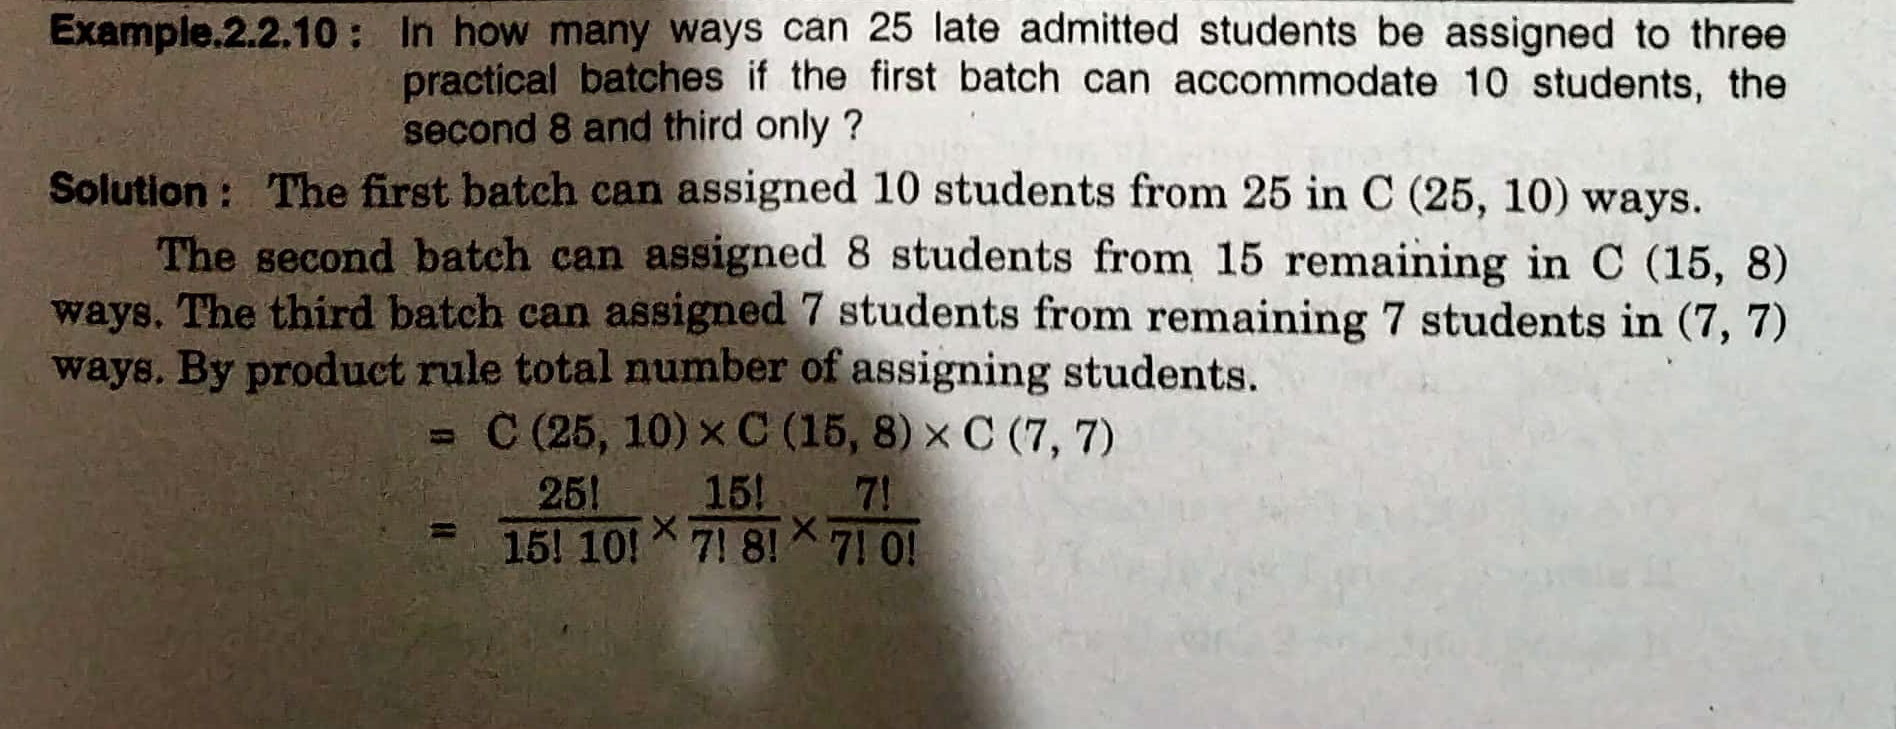 Example.2.2.10 : In how many ways can 25 late admitted students be assigned to three
practical batches if the first batch can accommodate 10 students, the
second 8 and third only ?
Solution : The first batch can assigned 10 students from 25 in C (25, 10) ways.
The second batch can assigned 8 students from 15 remaining in C (15, 8)
ways. The third batch can assigned 7 students from remaining 7 students in (7, 7)
ways. By product rule total number of assigning students.
= C (25, 10) × C (15, 8) × C (7, 7)
= 25!/15! 10! × 15!/7! 8! × 7!/7! 0!